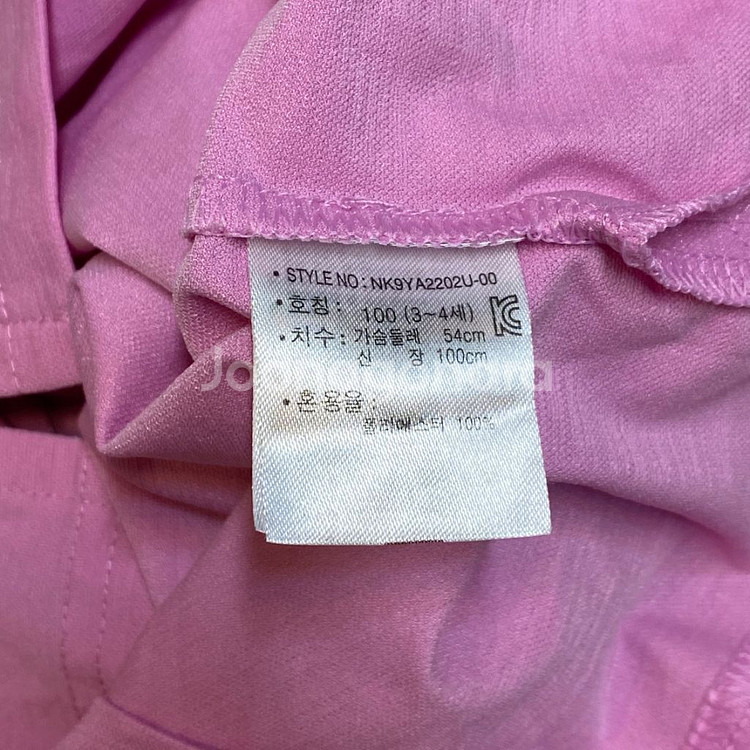 • STYLE NO : NK9YA2202U-00
• 호칭 : 100 (3~4세)
• 치수 : 가슴둘레 54cm
신 장 100cm
• 혼용율 :
폴리에스터 100%
Joongonara